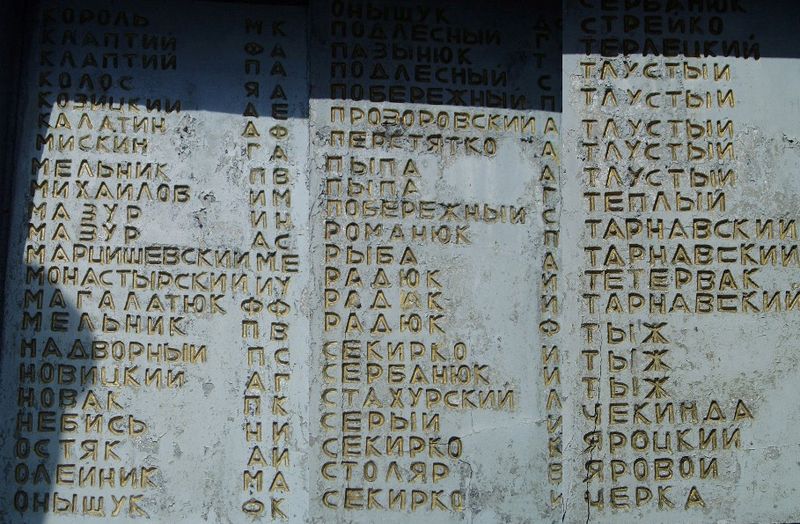 КОРОЛЬ М К
КЛАПТИЙ Ф А
КЛАПТИЙ П А
КОЛОС Я А
КОЗИЦКИЙ А Е
КАЛАТИН Д Ф
МИСКИН Г А
МЕЛЬНИК П В
МИХАЙЛОВ И М
МАЗУР И Н
МАЗУР А С
МАРЦИШЕВСКИЙ М Е
МОНАСТЫРСКИЙ И У
МАГАЛАТЮК Ф Ф
МЕЛЬНИК П В
НАДВОРНЫЙ П С
НОВИЦКИЙ А Г
НОВАК П К
НЕБИСЬ Н Н
ОСТЯК А И
ОЛЕЙНИК М А
ОНЫЩУК Ф К
ОНЫЩУК
ПОДЛЕСНЫЙ Г
ПАЗЫНЮК Т
ПОДЛЕСНЫЙ С
ПОБЕРЕЖНЫЙ П
ПРОЗОРОВСКИЙ А
ПЕРЕТЯТКО А
ПЫПА А
ПЫПА Г
ПОБЕРЕЖНЫЙ С
РОМАНЮК П
РЫБА А
РАДЮК И
РАДАК И
РАДЮК Ф
СЕКИРКО И
СЕРБАНЮК И
СТАХУРСКИЙ Л
СЕРЫЙ И
СЕКИРКО К
СТОЛЯР В
СЕКИРКО И
СЕРБАНЮК
СТРЕЙКО
ТЕРЛЕЦКИЙ
ТЛУСТЫЙ
ТЛУСТЫЙ
ТЛУСТЫЙ
ТЛУСТЫЙ
ТЛУСТЫЙ
ТЕПЛЫЙ
ТАРНАВСКИЙ
ТАРНАВСКИЙ
ТЕТЕРВАК
ТАРНАВСКИЙ
ТЫЖ
ТЫЖ
ТЫЖ
ЧЕКИНДА
ЯРОЦКИЙ
ЯРОВОЙ
ЧЕРКА